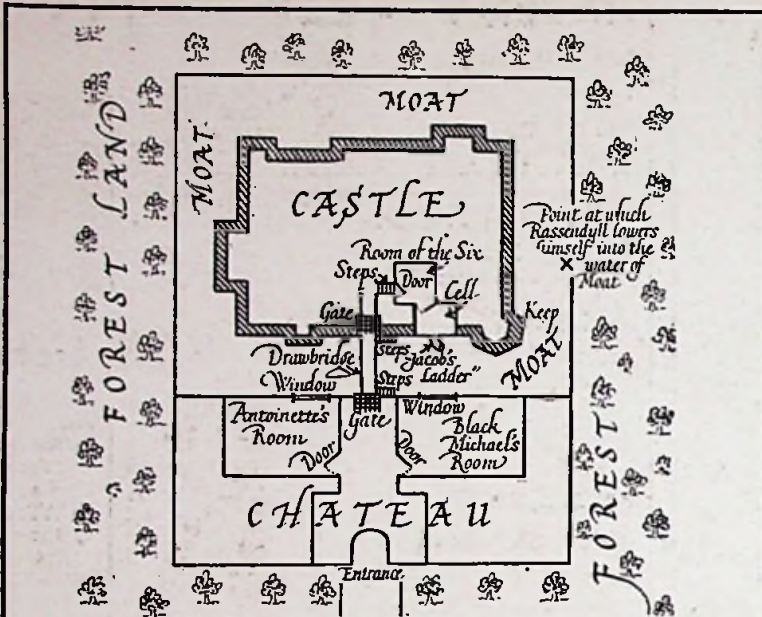 MOAT
MOAT
FOREST LAND
CASTLE
Point at which
Rassendyll lowers
himself into the
water of
Moat
Room of the Six
Steps
Door
Cell
Gate
Keep
Drawbridge
Steps
"Jacob's
Ladder"
MOAT
Window
Steps
Window
Antoinette's
Room
Gate
Black
Michael's
Room
Door
Door
FOREST
CHATEAU
Entrance